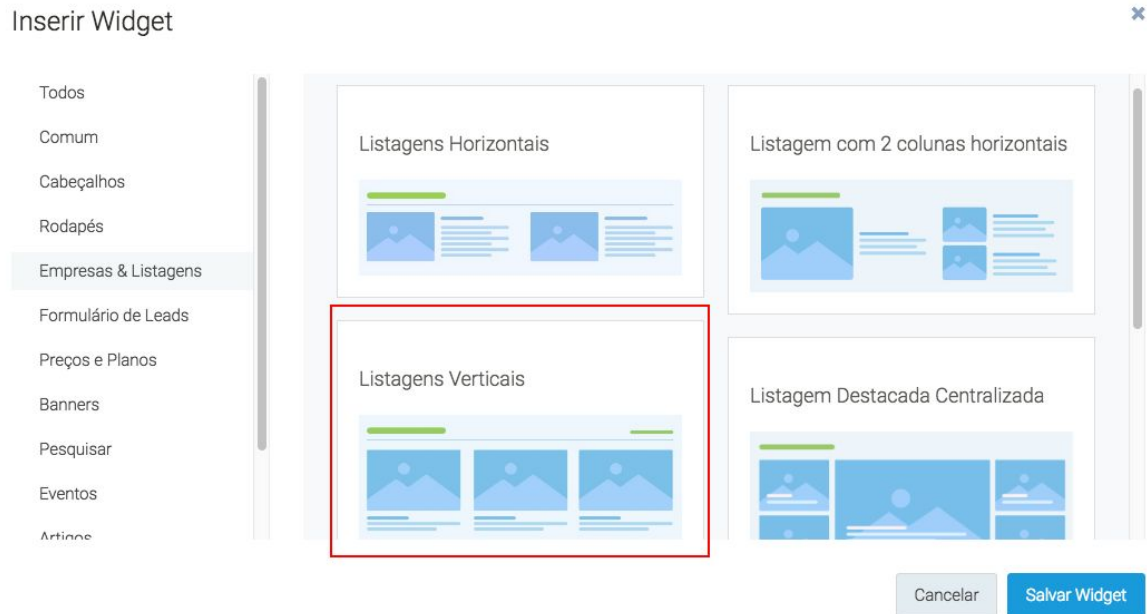 Inserir Widget
Todos
Comum
Cabeçalhos
Rodapés
Empresas & Listagens
Formulário de Leads
Preços e Planos
Banners
Pesquisar
Eventos
Artigos
Listagens Horizontais
Listagem com 2 colunas horizontais
Listagens Verticais
Listagem Destacada Centralizada
Cancelar
Salvar Widget